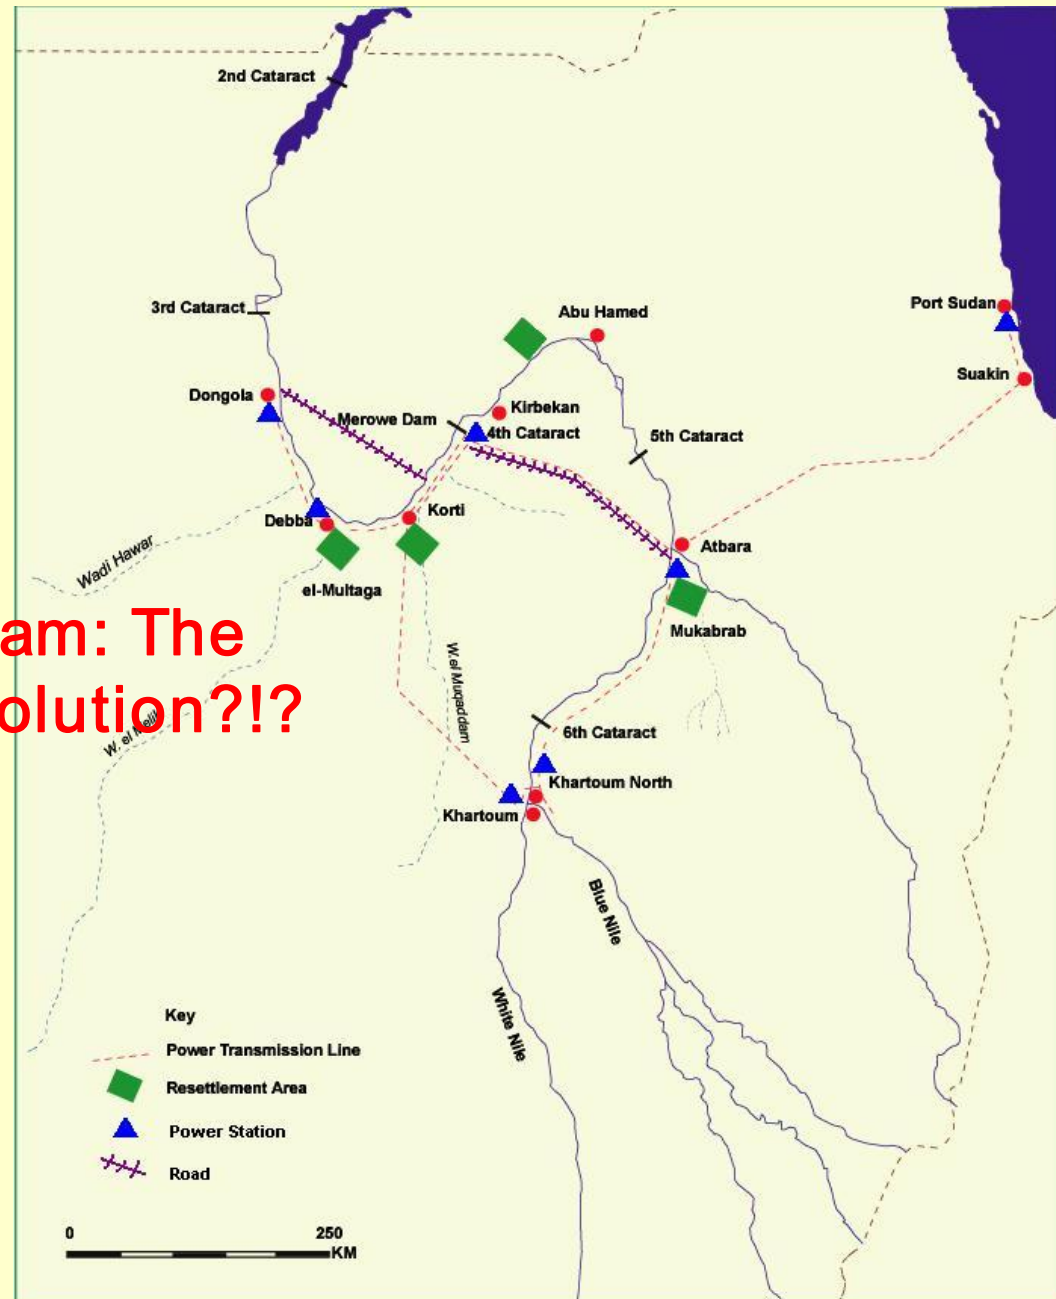 2nd Cataract
3rd Cataract
Abu Hamed
Port Sudan
Suakin
Dongola
Kirbekan
Merowe Dam
4th Cataract
5th Cataract
Korti
Debba
Atbara
Wadi Hawar
el-Multaga
am: The
olution?!?
Mukabrab
W.el Muqaddam
W. el Melik
6th Cataract
Khartoum North
Khartoum
Blue Nile
White Nile
Key
Power Transmission Line
Resettlement Area
Power Station
Road
0 250
KM